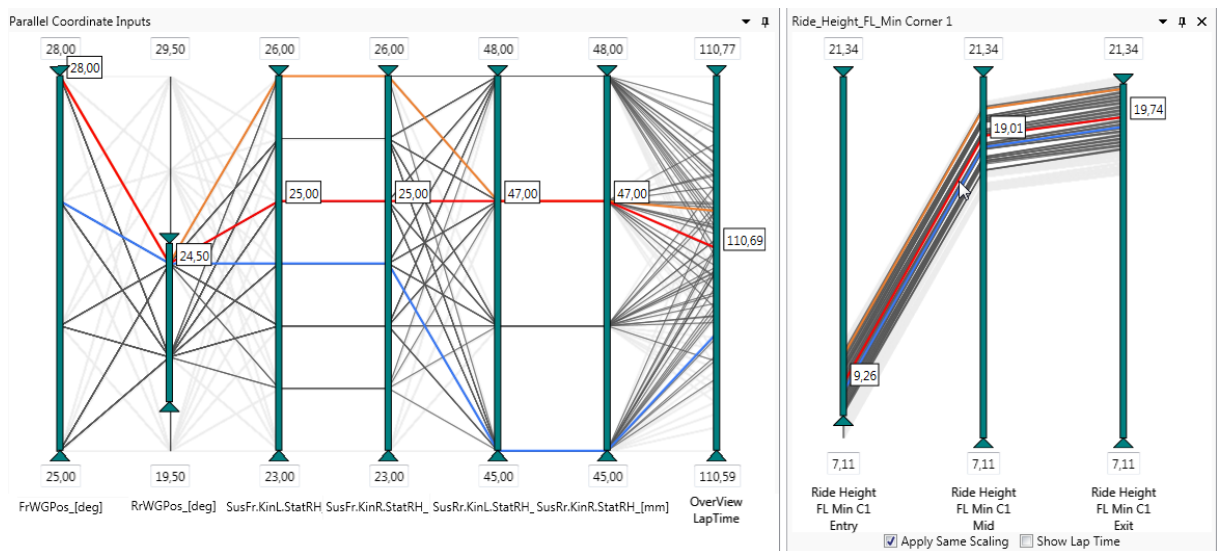 Parallel Coordinate Inputs
28,00 29,50 26,00 26,00 48,00 48,00 110,77
28,00
25,00 25,00 47,00 47,00
24,50 110,69
25,00 19,50 23,00 23,00 45,00 45,00 110,59
FrWGPos_[deg] RrWGPos_[deg] SusFr.KinL.StatRH_ SusFr.KinR.StatRH_ SusRr.KinL.StatRH_ SusRr.KinR.StatRH_[mm] OverView
LapTime
Ride_Height_FL_Min Corner 1
21,34 21,34 21,34
19,74
19,01
9,26
7,11 7,11 7,11
Ride Height Ride Height Ride Height
FL Min C1 FL Min C1 FL Min C1
Entry Mid Exit
Apply Same Scaling Show Lap Time